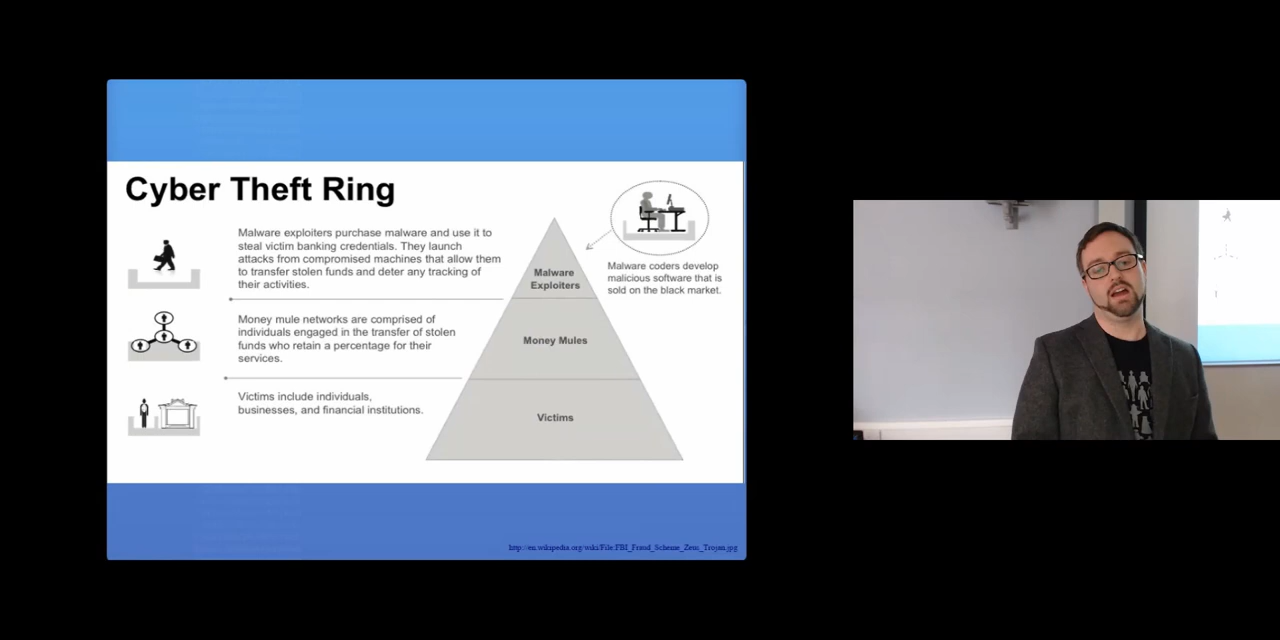 Cyber Theft Ring
Malware exploiters purchase malware and use it to
steal victim banking credentials. They launch
attacks from compromised machines that allow them
to transfer stolen funds and deter any tracking of
their activities.
Money mule networks are comprised of
individuals engaged in the transfer of stolen
funds who retain a percentage for their
services.
Victims include individuals,
businesses, and financial institutions.
Malware
Exploiters
Money Mules
Victims
Malware coders develop
malicious software that is
sold on the black market.
http://en.wikipedia.org/wiki/File:FBI_Fraud_Scheme_Zeus_Trojan.jpg